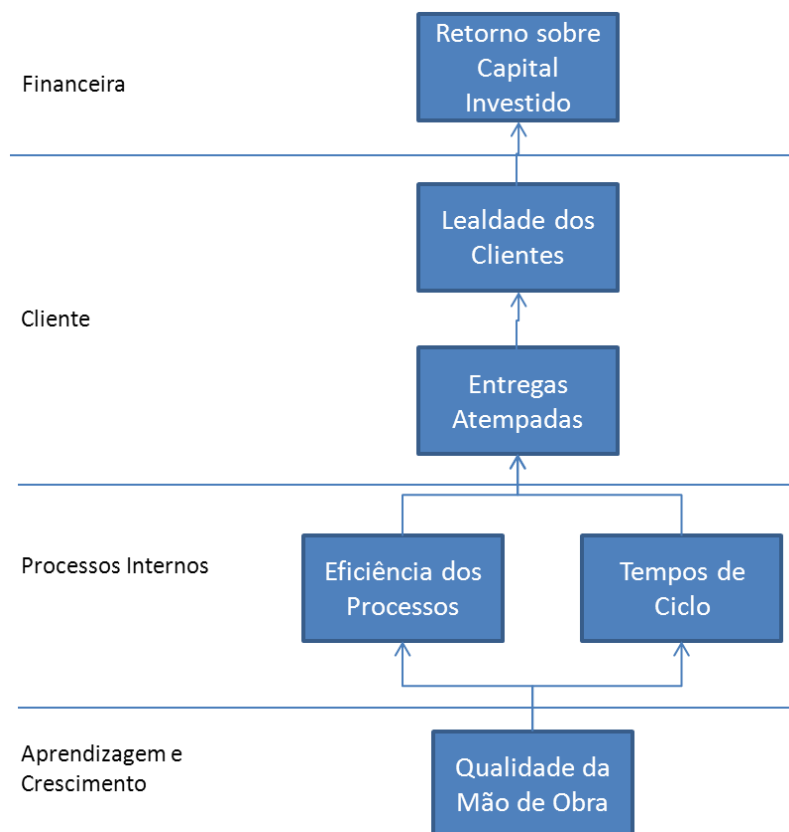 Financeira
Retorno sobre
Capital
Investido
Cliente
Lealdade dos
Clientes
Entregas
Atempadas
Processos Internos
Eficiência dos
Processos
Tempos de
Ciclo
Aprendizagem e
Crescimento
Qualidade da
Mão de Obra